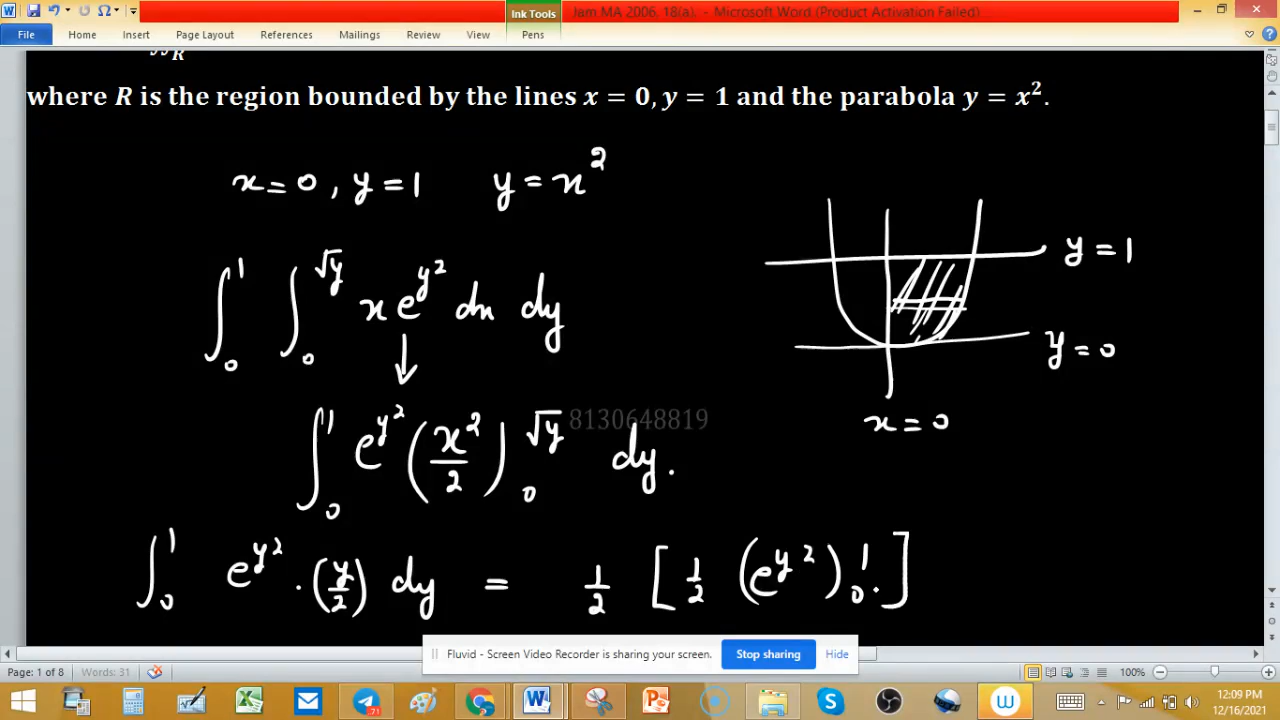 Ink Tools
Jam.MA 2006. 18(a). - Microsoft Word (Product Activation Failed)
File Home Insert Page Layout References Mailings Review View Pens
∬R
where R is the region bounded by the lines x = 0, y = 1 and the parabola y = x².
x = 0, y = 1 y = x²
y = 1
∫₀¹ ∫₀^√y x e^y² dx dy
y = 0
x = 0
∫₀¹ e^y² (x²/2)₀^√y dy.
8130648819
∫₀¹ e^y² · (y/2) dy = 1/2 [1/2 (e^y²)₀¹.]
Fluvid - Screen Video Recorder is sharing your screen. Stop sharing Hide
Page: 1 of 8 Words: 31 100%
12:09 PM
12/16/2021